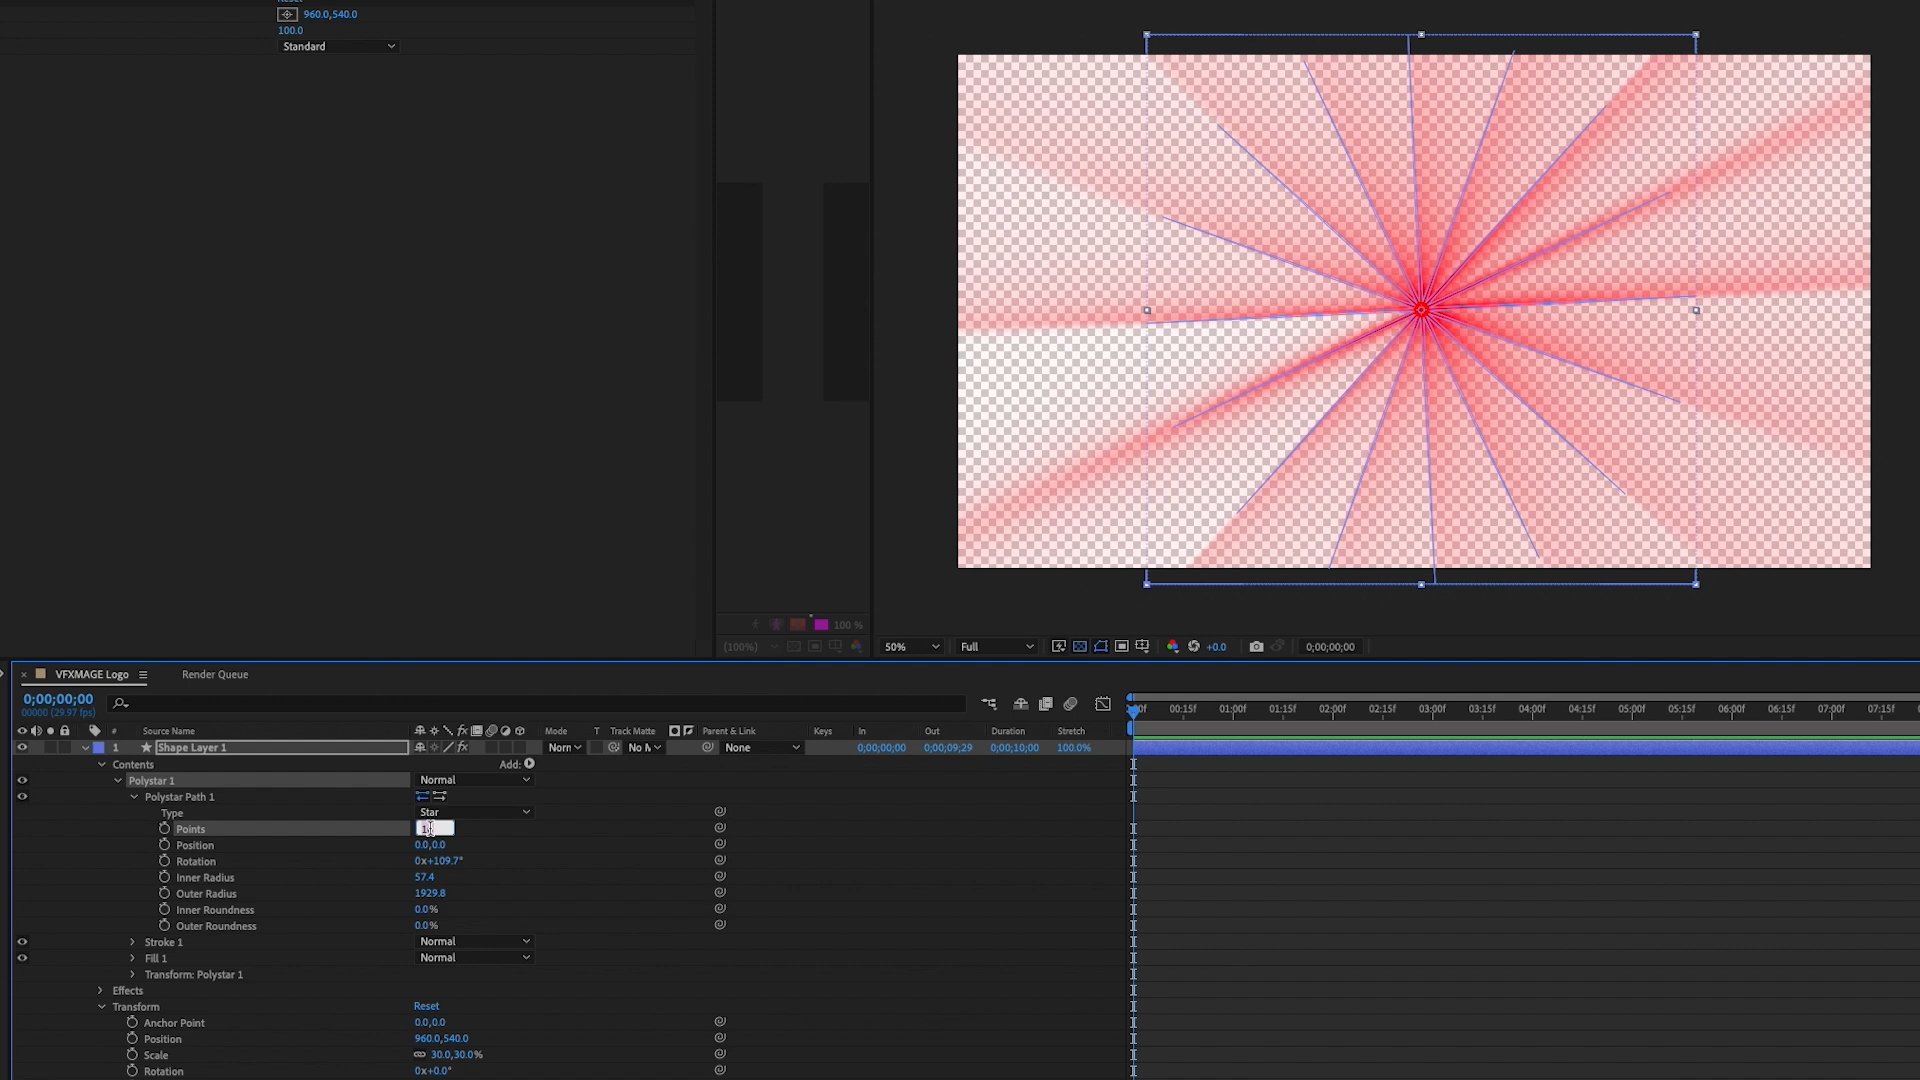 960.0,540.0
100.0
Standard
100 %
(100%)
50%
Full
+0.0
0;00;00;00
× VFXMAGE Logo
Render Queue
0;00;00;00
00000 (29.97 fps)
00f 00:15f 01:00f 01:15f 02:00f 02:15f 03:00f 03:15f 04:00f 04:15f 05:00f 05:15f 06:00f 06:15f 07:00f 07:15f
# Source Name fx Mode T Track Matte Parent & Link Keys In Out Duration Stretch
1 Shape Layer 1 fx Norn No M None 0;00;00;00 0;00;09;29 0;00;10;00 100.0%
Contents Add:
Polystar 1 Normal
Polystar Path 1
Type Star
Points
Position 0.0,0.0
Rotation 0x+109.7°
Inner Radius 57.4
Outer Radius 1929.8
Inner Roundness 0.0%
Outer Roundness 0.0%
Stroke 1 Normal
Fill 1 Normal
Transform: Polystar 1
Effects
Transform Reset
Anchor Point 0.0,0.0
Position 960.0,540.0
Scale 30.0,30.0%
Rotation 0x+0.0°